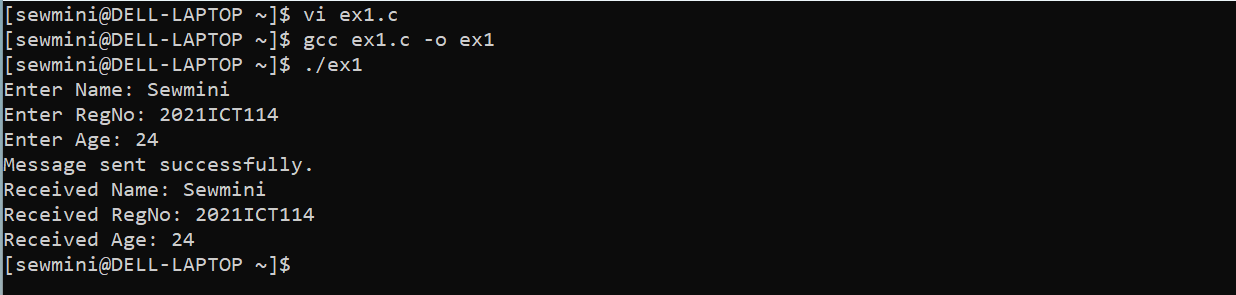 [sewmini@DELL-LAPTOP ~]$ vi ex1.c
[sewmini@DELL-LAPTOP ~]$ gcc ex1.c -o ex1
[sewmini@DELL-LAPTOP ~]$ ./ex1
Enter Name: Sewmini
Enter RegNo: 2021ICT114
Enter Age: 24
Message sent successfully.
Received Name: Sewmini
Received RegNo: 2021ICT114
Received Age: 24
[sewmini@DELL-LAPTOP ~]$